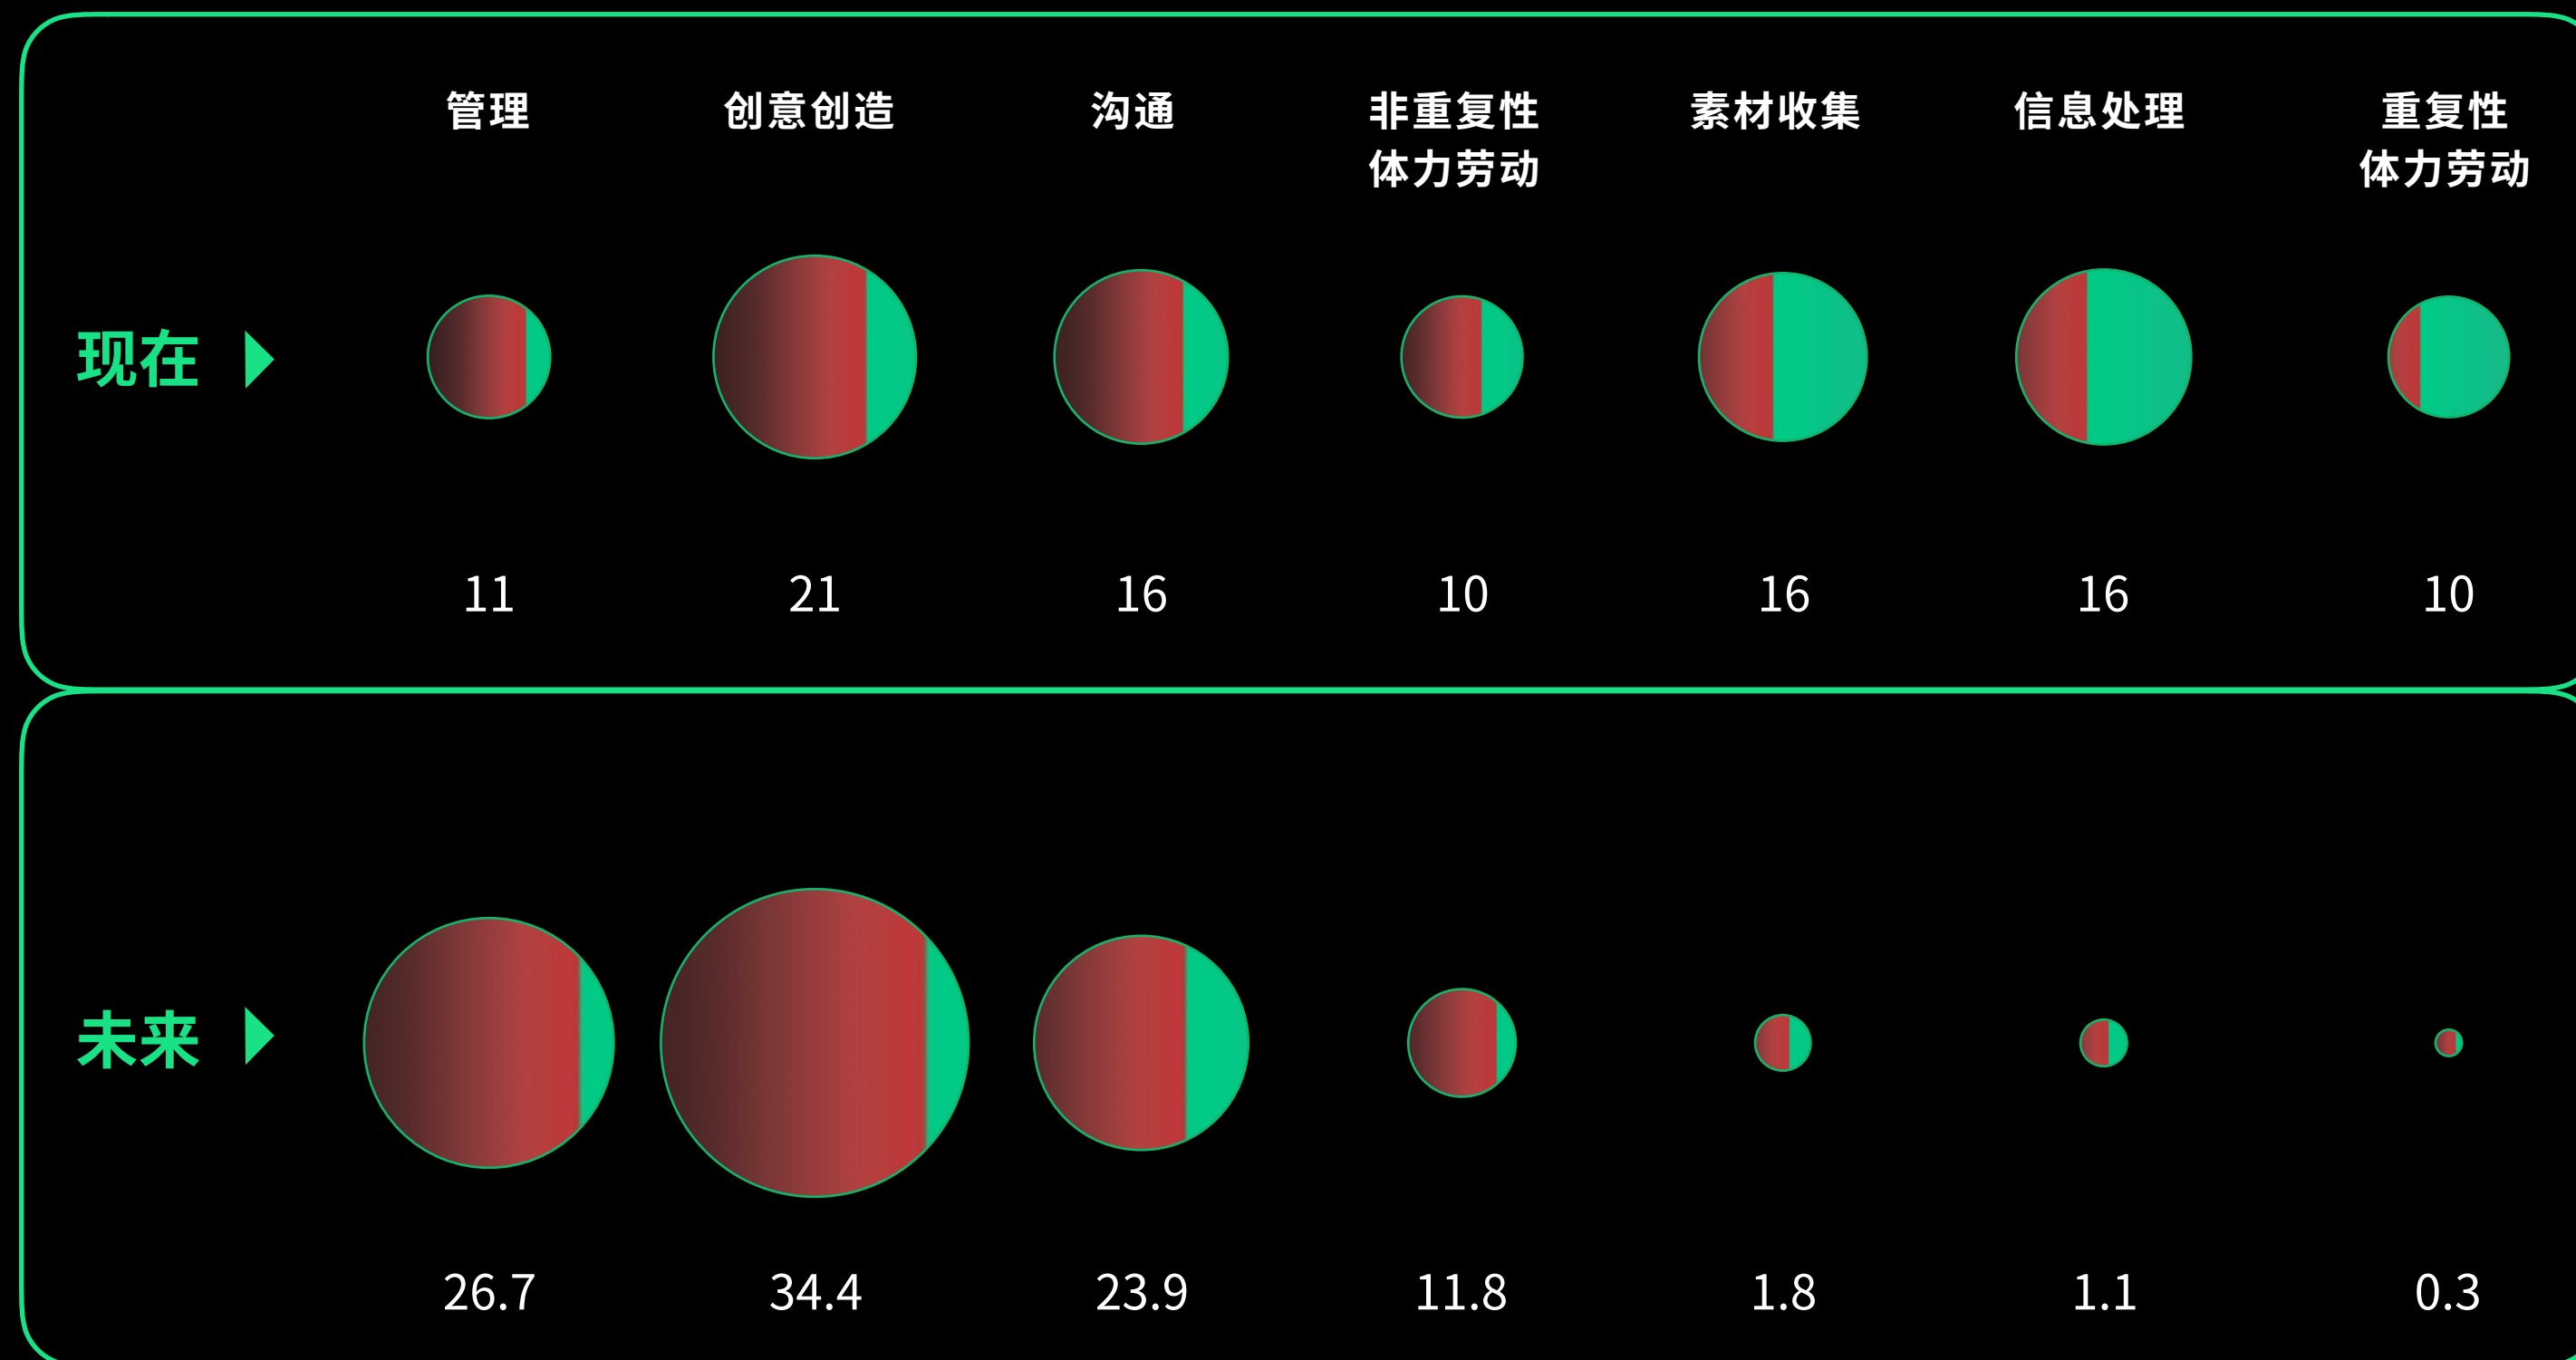 管理 创意创造 沟通 非重复性 素材收集 信息处理 重复性
体力劳动 体力劳动
现在
11 21 16 10 16 16 10
未来
26.7 34.4 23.9 11.8 1.8 1.1 0.3